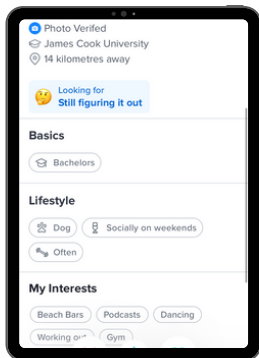 Photo Verifed
James Cook University
14 kilometres away
Looking for
Still figuring it out
Basics
Bachelors
Lifestyle
Dog Socially on weekends
Often
My Interests
Beach Bars Podcasts Dancing
Working out Gym